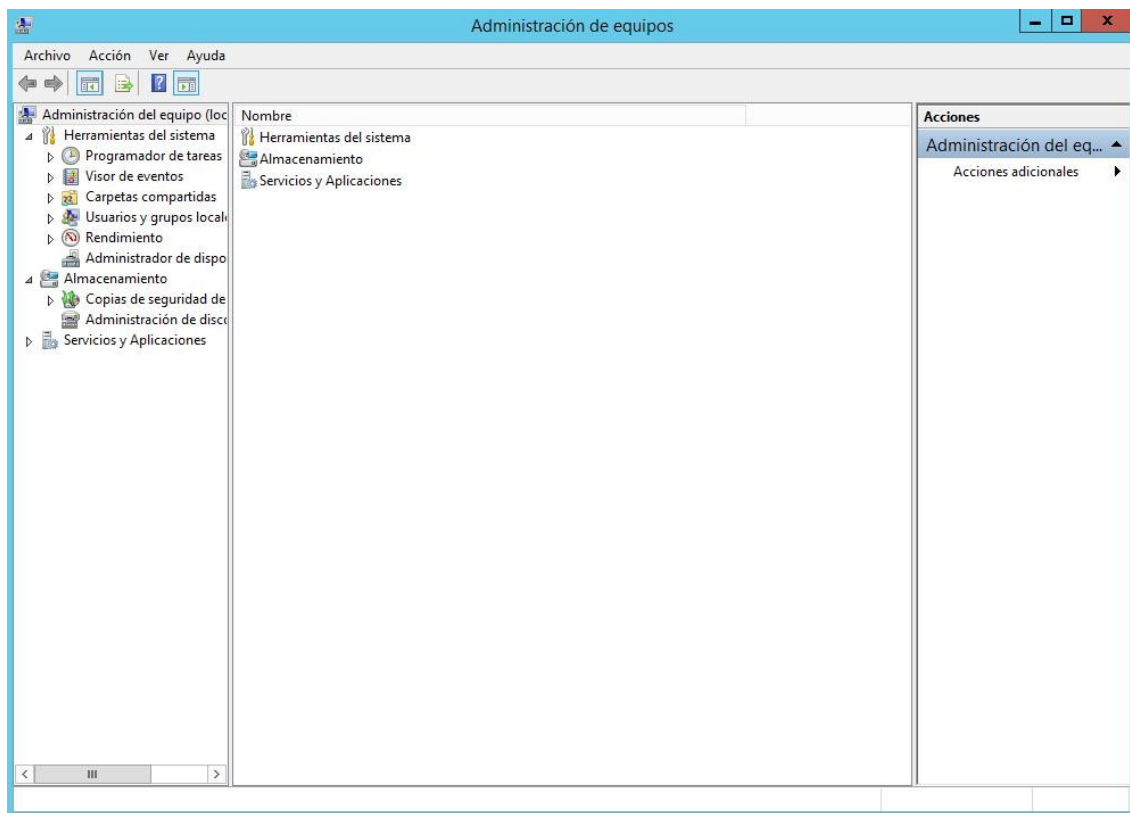 Administración de equipos
Archivo Acción Ver Ayuda
Administración del equipo (loc
Herramientas del sistema
Programador de tareas
Visor de eventos
Carpetas compartidas
Usuarios y grupos local
Rendimiento
Administrador de dispo
Almacenamiento
Copias de seguridad de
Administración de disc
Servicios y Aplicaciones
Nombre
Herramientas del sistema
Almacenamiento
Servicios y Aplicaciones
Acciones
Administración del eq...
Acciones adicionales